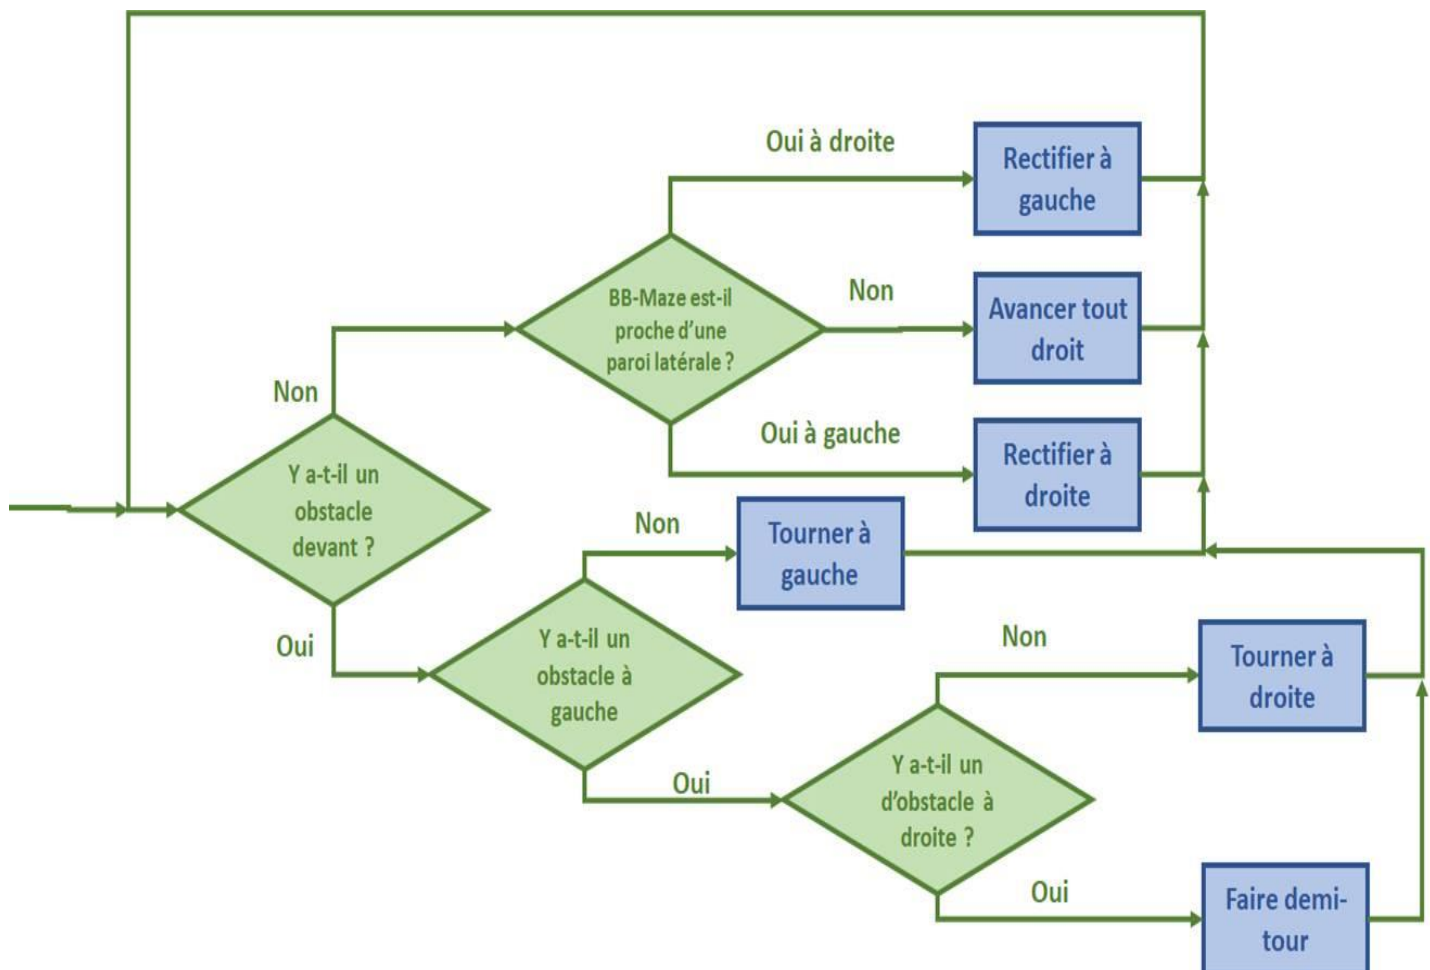 Oui à droite
Rectifier à
gauche
BB-Maze est-il
proche d'une
paroi latérale ?
Non
Avancer tout
droit
Non
Oui à gauche
Rectifier à
droite
Y a-t-il un
obstacle
devant ?
Non
Tourner à
gauche
Oui
Y a-t-il un
obstacle à
gauche
Non
Tourner à
droite
Oui
Y a-t-il un
d'obstacle à
droite ?
Oui
Faire demi-
tour